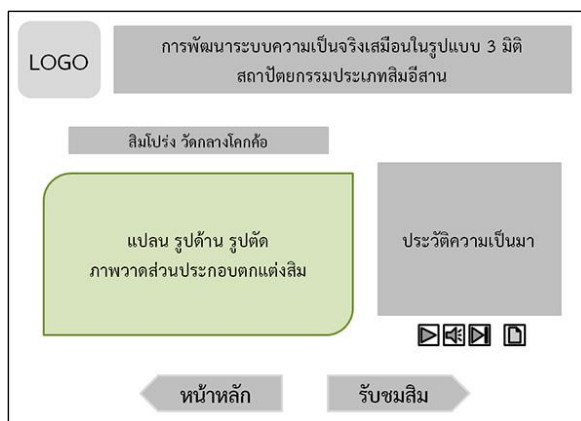 LOGO
การพัฒนาระบบความเป็นจริงเสมือนในรูปแบบ 3 มิติ
สถาปัตยกรรมประเภทสิมอีสาน
สิมโปร่ง วัดกลางโคกค้อ
แปลน รูปด้าน รูปตัด
ภาพวาดส่วนประกอบตกแต่งสิม
ประวัติความเป็นมา
หน้าหลัก
รับชมสิม